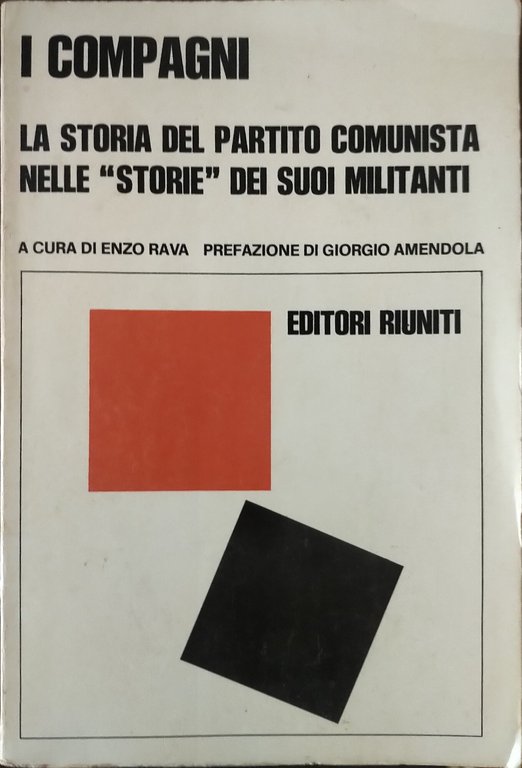 I COMPAGNI
LA STORIA DEL PARTITO COMUNISTA
NELLE “STORIE” DEI SUOI MILITANTI
A CURA DI ENZO RAVA PREFAZIONE DI GIORGIO AMENDOLA
EDITORI RIUNITI